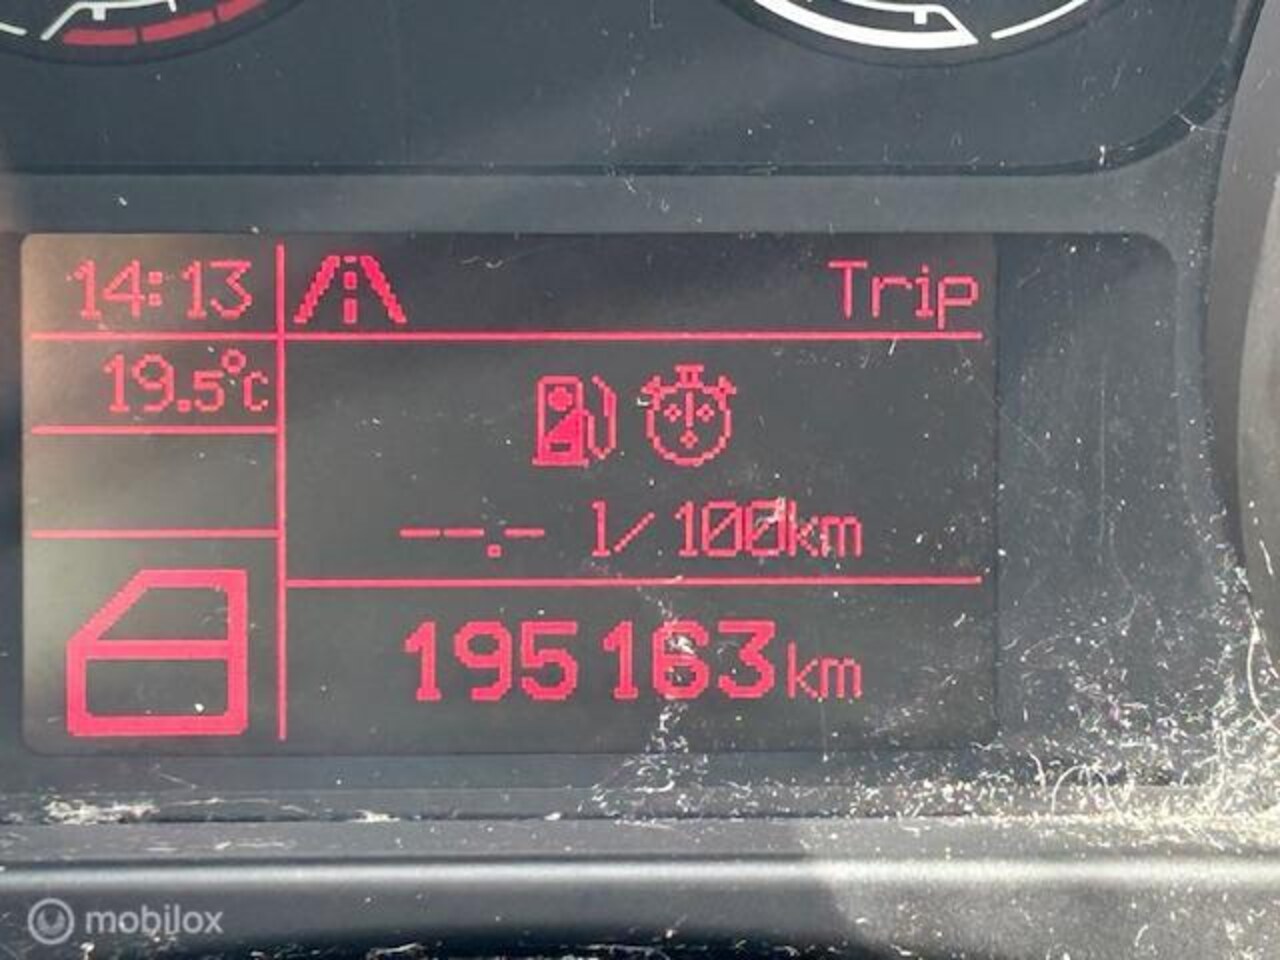 14:13
Trip
19.5°C
--.- l/100km
195163km
mobilox